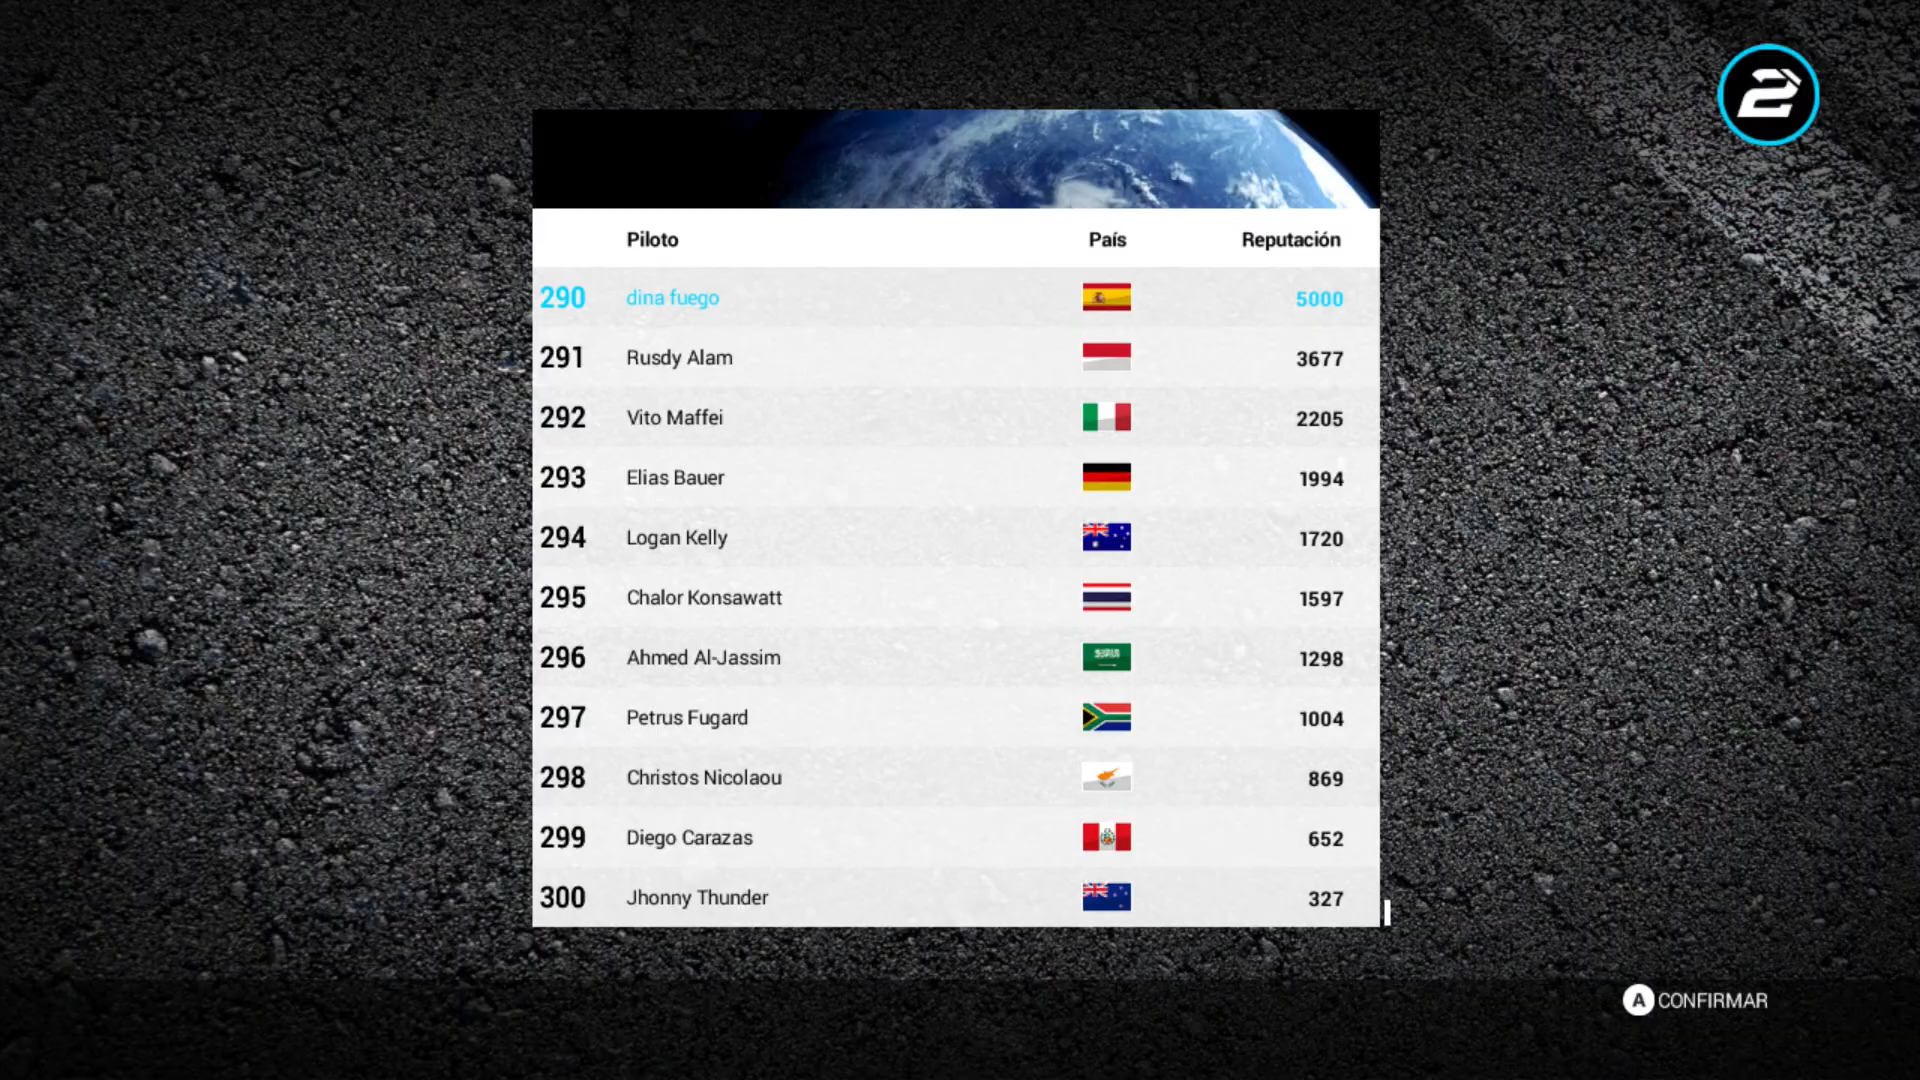 2
Piloto País Reputación
290 dina fuego 5000
291 Rusdy Alam 3677
292 Vito Maffei 2205
293 Elias Bauer 1994
294 Logan Kelly 1720
295 Chalor Konsawatt 1597
296 Ahmed Al-Jassim 1298
297 Petrus Fugard 1004
298 Christos Nicolaou 869
299 Diego Carazas 652
300 Jhonny Thunder 327
A CONFIRMAR